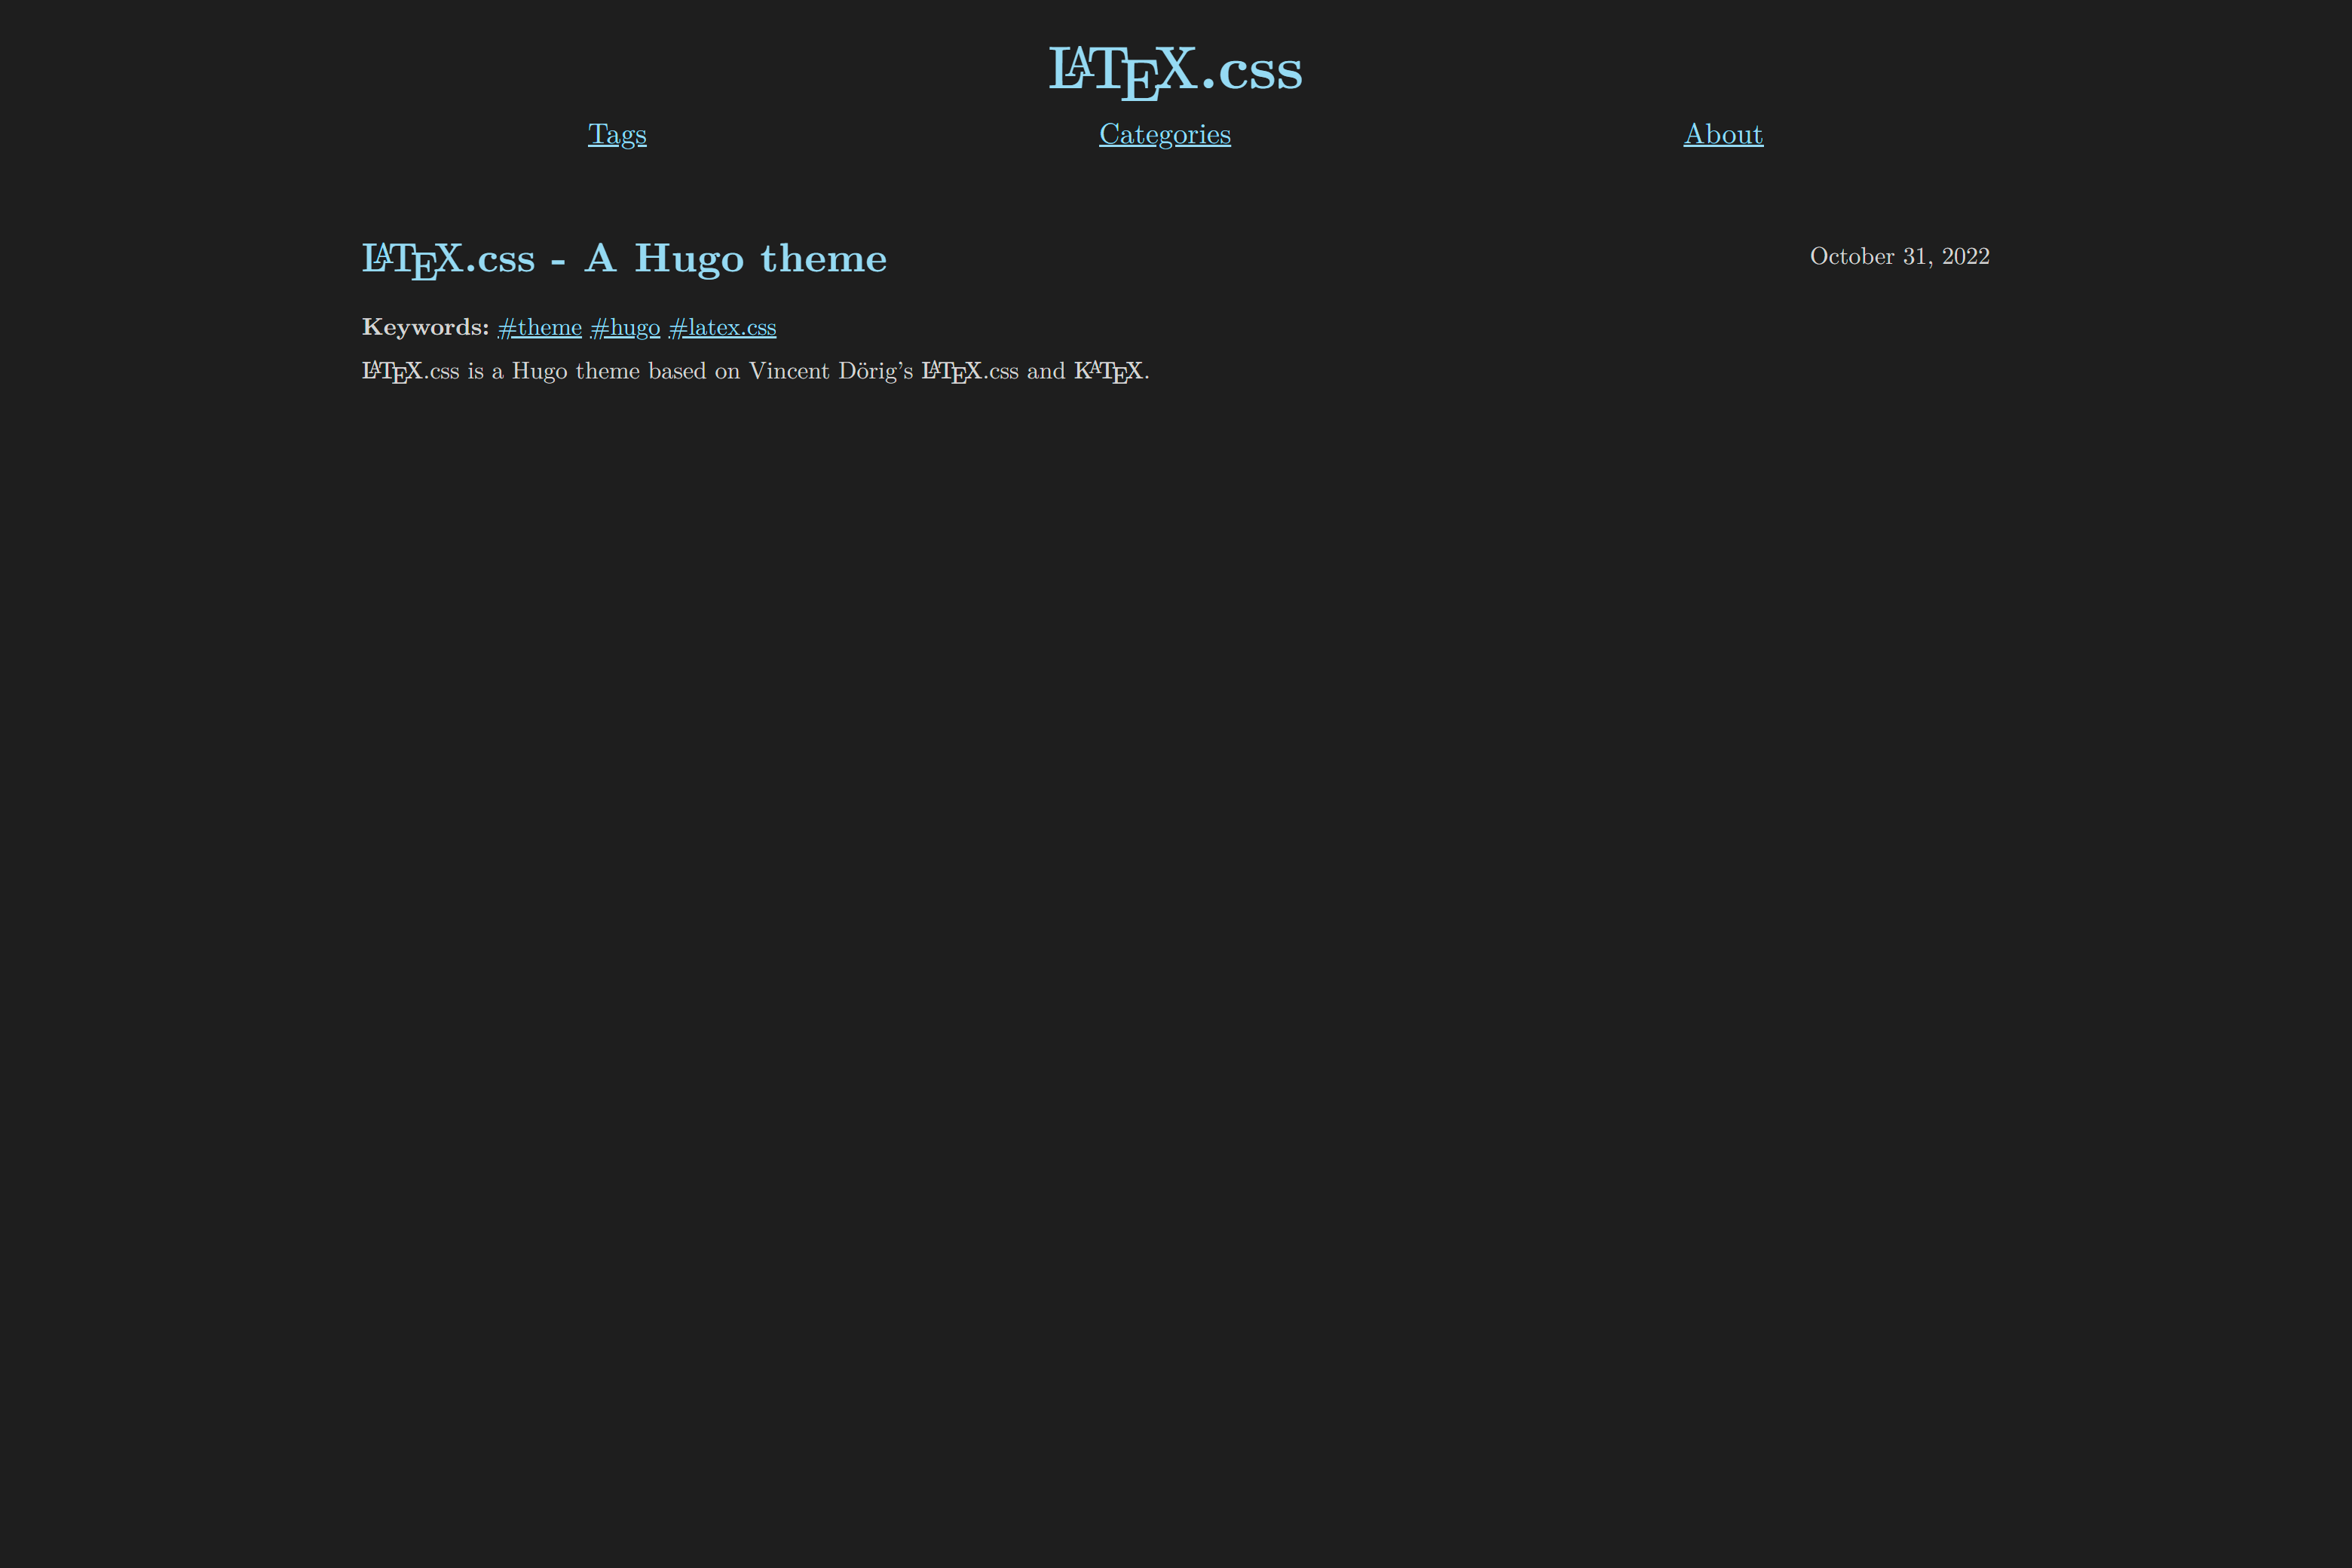 LATEX.css
Tags Categories About
LATEX.css - A Hugo theme October 31, 2022
Keywords: #theme #hugo #latex.css
LATEX.css is a Hugo theme based on Vincent Dörig’s LATEX.css and KATEX.